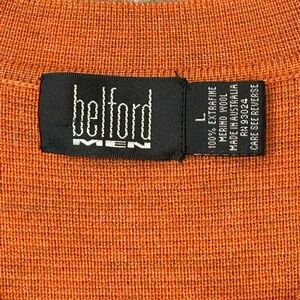 belford
MEN
L
100% EXTRAFINE
MERINO WOOL
MADE IN AUSTRALIA
RN 93024
CARE SEE REVERSE